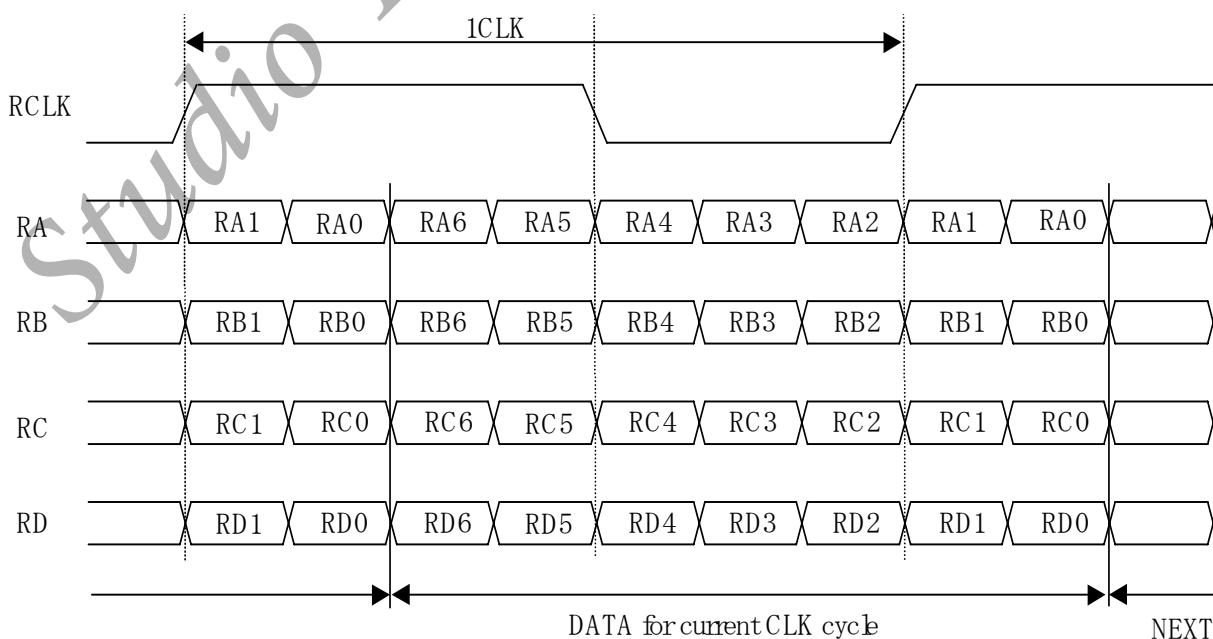 Studio
1CLK
RCLK
RA RA1 RA0 RA6 RA5 RA4 RA3 RA2 RA1 RA0
RB RB1 RB0 RB6 RB5 RB4 RB3 RB2 RB1 RB0
RC RC1 RC0 RC6 RC5 RC4 RC3 RC2 RC1 RC0
RD RD1 RD0 RD6 RD5 RD4 RD3 RD2 RD1 RD0
DATA for current CLK cycle NEXT